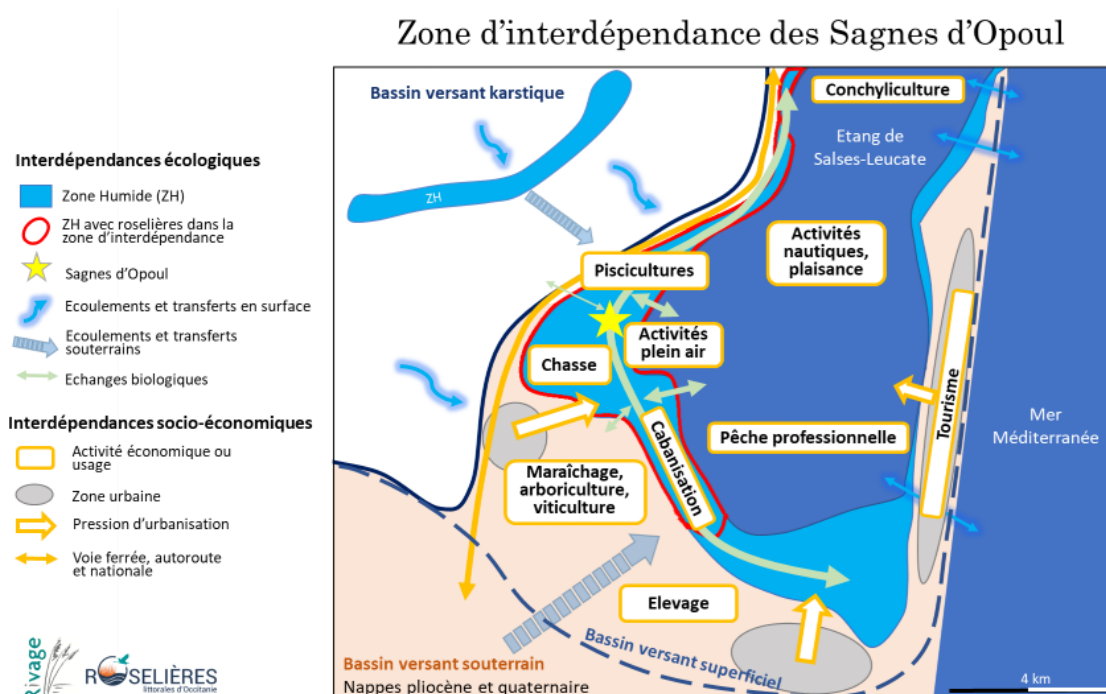 Zone d'interdépendance des Sagnes d'Opoul
Interdépendances écologiques
Zone Humide (ZH)
ZH avec roselières dans la
zone d'interdépendance
Sagnes d'Opoul
Ecoulements et transferts en surface
Ecoulements et transferts
souterrains
Echanges biologiques
Interdépendances socio-économiques
Activité économique ou
usage
Zone urbaine
Pression d'urbanisation
Voie ferrée, autoroute
et nationale
Rivage
ROSELIÈRES
littorales d'Occitanie
Bassin versant karstique
ZH
Conchyliculture
Etang de
Salses-Leucate
Activités
nautiques,
plaisance
Piscicultures
Activités
plein air
Chasse
Cabanisation
Pêche professionnelle
Tourisme
Mer
Méditerranée
Maraîchage,
arboriculture,
viticulture
Elevage
Bassin versant superficiel
Bassin versant souterrain
Nappes pliocène et quaternaire
4 km